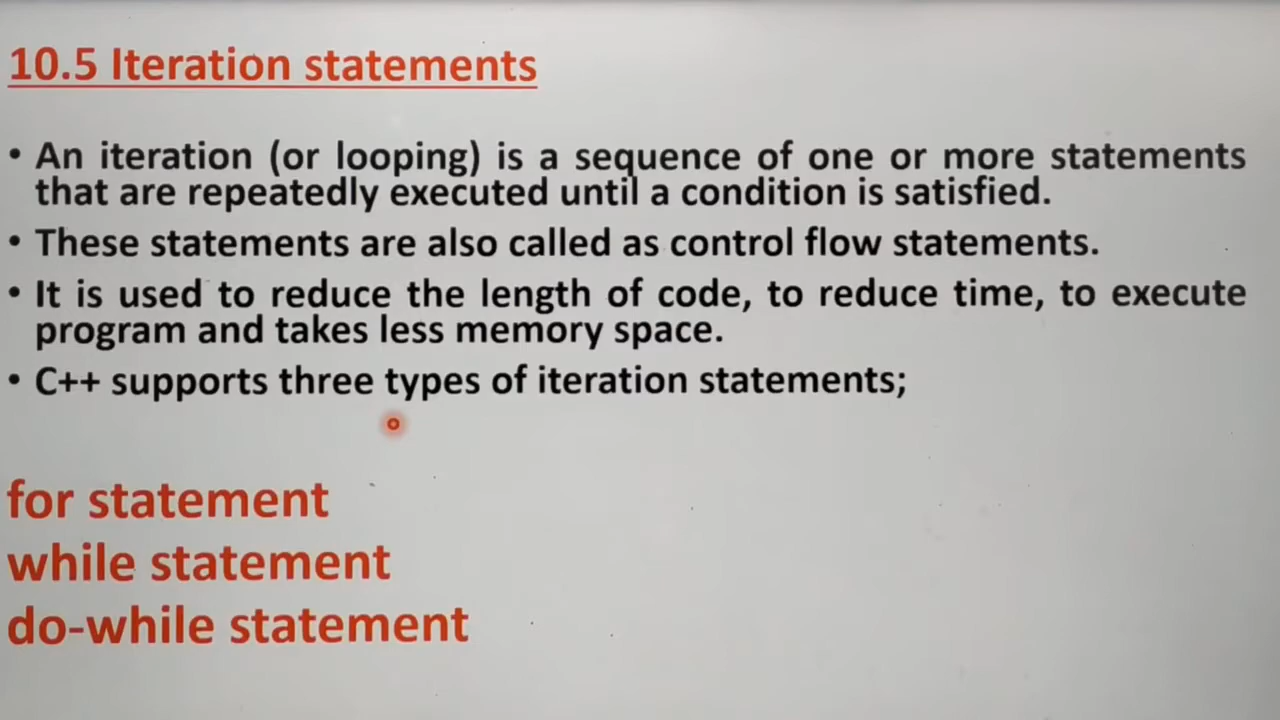 10.5 Iteration statements
• An iteration (or looping) is a sequence of one or more statements
that are repeatedly executed until a condition is satisfied.
• These statements are also called as control flow statements.
• It is used to reduce the length of code, to reduce time, to execute
program and takes less memory space.
• C++ supports three types of iteration statements;
for statement
while statement
do-while statement